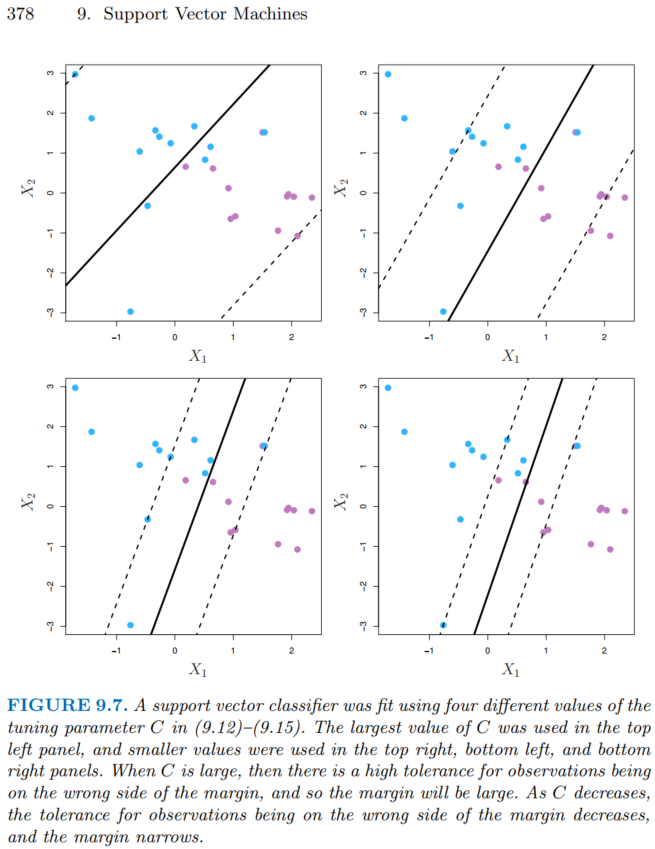 378 9. Support Vector Machines
3
2
1
0
−1
−2
−3
X2
−1 0 1 2
X1
3
2
1
0
−1
−2
−3
X2
−1 0 1 2
X1
3
2
1
0
−1
−2
−3
X2
−1 0 1 2
X1
3
2
1
0
−1
−2
−3
X2
−1 0 1 2
X1
FIGURE 9.7. A support vector classifier was fit using four different values of the
tuning parameter C in (9.12)–(9.15). The largest value of C was used in the top
left panel, and smaller values were used in the top right, bottom left, and bottom
right panels. When C is large, then there is a high tolerance for observations being
on the wrong side of the margin, and so the margin will be large. As C decreases,
the tolerance for observations being on the wrong side of the margin decreases,
and the margin narrows.